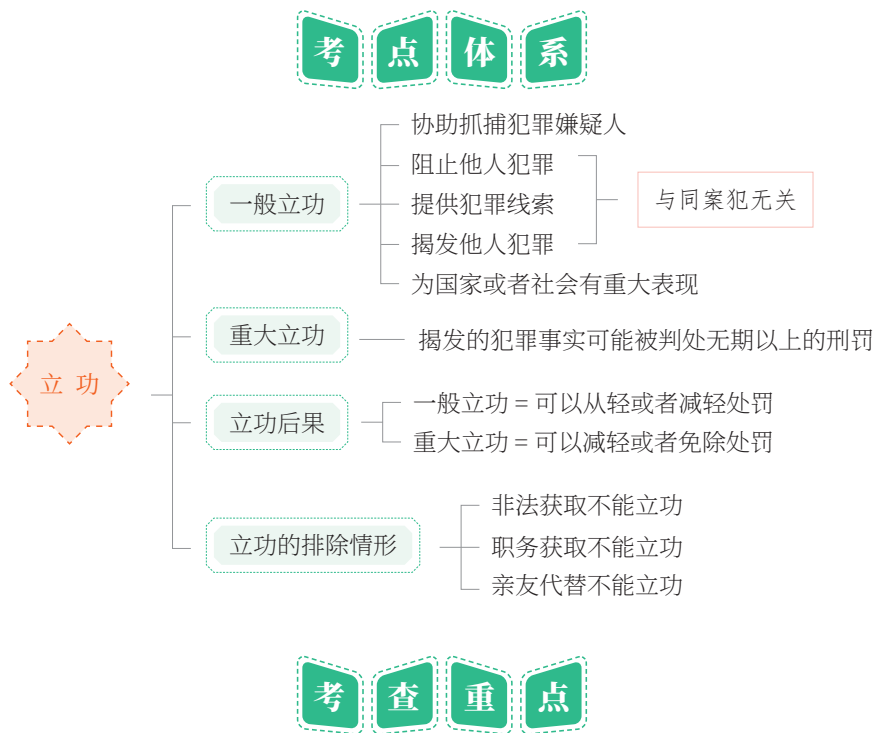 考点体系
协助抓捕犯罪嫌疑人
阻止他人犯罪
一般立功
提供犯罪线索
与同案犯无关
揭发他人犯罪
为国家或者社会有重大表现
重大立功
揭发的犯罪事实可能被判处无期以上的刑罚
立功
立功后果
一般立功 = 可以从轻或者减轻处罚
重大立功 = 可以减轻或者免除处罚
立功的排除情形
非法获取不能立功
职务获取不能立功
亲友代替不能立功
考查重点